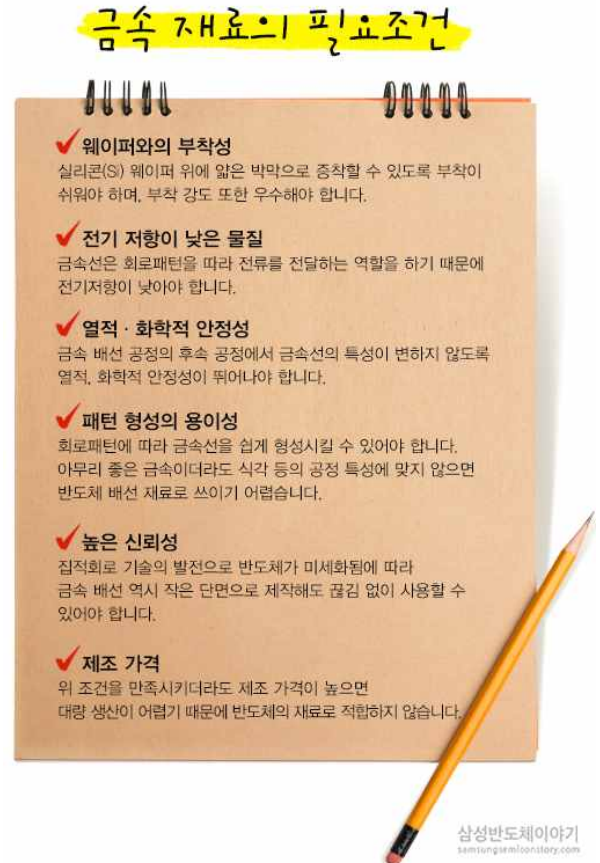 금속 재료의 필요조건
웨이퍼와의 부착성
실리콘(Si) 웨이퍼 위에 얇은 박막으로 증착할 수 있도록 부착이
쉬워야 하며, 부착 강도 또한 우수해야 합니다.
전기 저항이 낮은 물질
금속선은 회로패턴을 따라 전류를 전달하는 역할을 하기 때문에
전기저항이 낮아야 합니다.
열적 · 화학적 안정성
금속 배선 공정의 후속 공정에서 금속선의 특성이 변하지 않도록
열적, 화학적 안정성이 뛰어나야 합니다.
패턴 형성의 용이성
회로패턴에 따라 금속선을 쉽게 형성시킬 수 있어야 합니다.
아무리 좋은 금속이더라도 식각 등의 공정 특성에 맞지 않으면
반도체 배선 재료로 쓰이기 어렵습니다.
높은 신뢰성
집적회로 기술의 발전으로 반도체가 미세화됨에 따라
금속 배선 역시 작은 단면으로 제작해도 끊김 없이 사용할 수
있어야 합니다.
제조 가격
위 조건을 만족시키더라도 제조 가격이 높으면
대량 생산이 어렵기 때문에 반도체의 재료로 적합하지 않습니다.
삼성반도체이야기
samsungsemiconstory.com